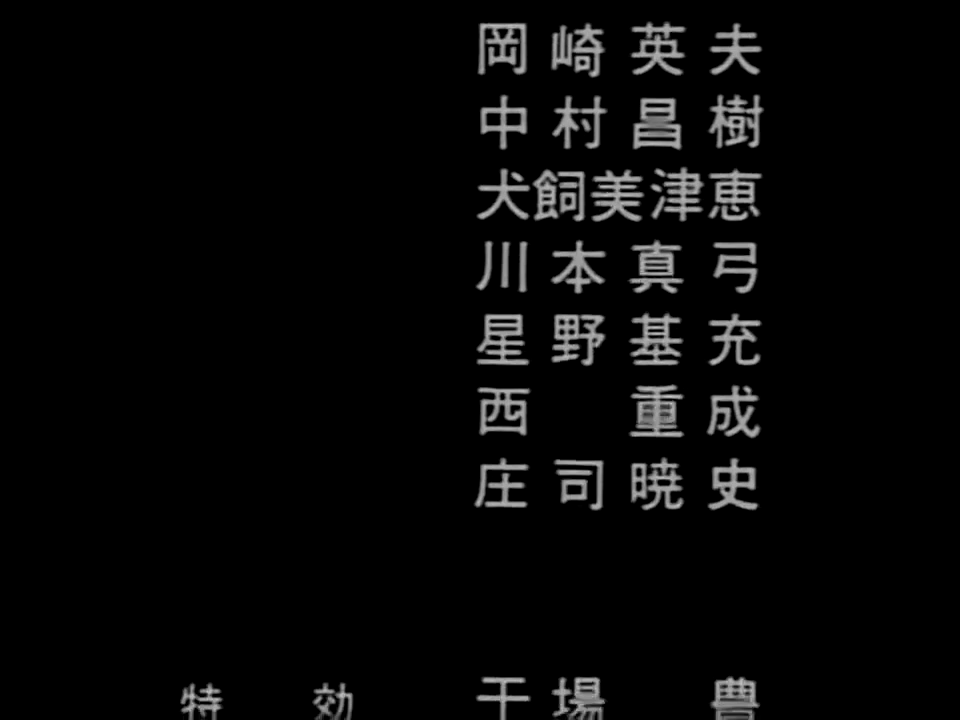 岡崎英夫
中村昌樹
犬飼美津恵
川本真弓
星野基充
西 重成
庄司暁史
特 効 干場 豊